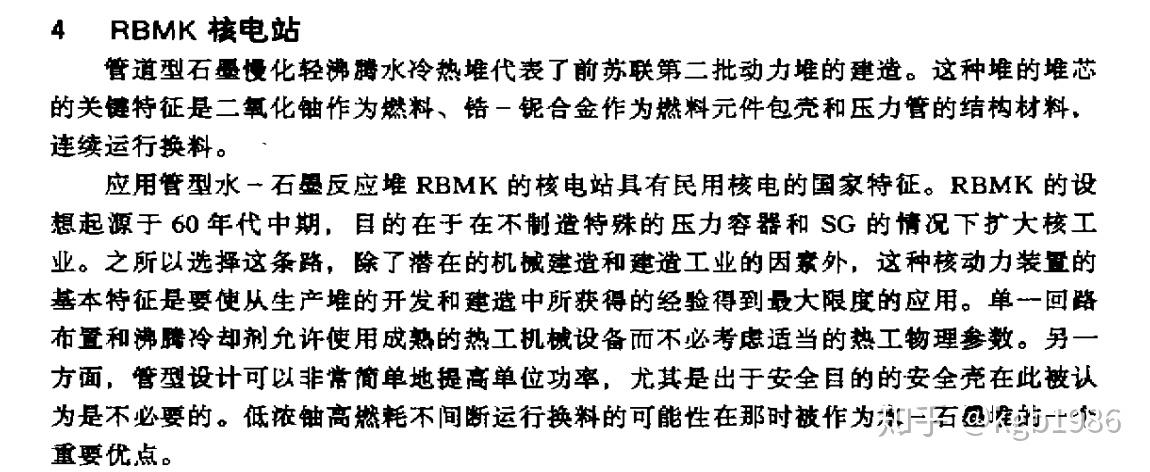 4 RBMK 核电站
管道型石墨慢化轻沸腾水冷热堆代表了前苏联第二批动力堆的建造。这种堆的堆芯
的关键特征是二氧化铀作为燃料、锆－铌合金作为燃料元件包壳和压力管的结构材料，
连续运行换料。
应用管型水－石墨反应堆 RBMK 的核电站具有民用核电的国家特征。RBMK 的设
想起源于 60 年代中期，目的在于在不制造特殊的压力容器和 SG 的情况下扩大核工
业。之所以选择这条路，除了潜在的机械建造和建造工业的因素外，这种核动力装置的
基本特征是要使从生产堆的开发和建造中所获得的经验得到最大限度的应用。单一回路
布置和沸腾冷却剂允许使用成熟的热工机械设备而不必考虑适当的热工物理参数。另一
方面，管型设计可以非常简单地提高单位功率，尤其是出于安全目的的安全壳在此被认
为是不必要的。低浓铀高燃耗不间断运行换料的可能性在那时被作为水－石墨堆的一个
重要优点。
知乎 @kgb1986